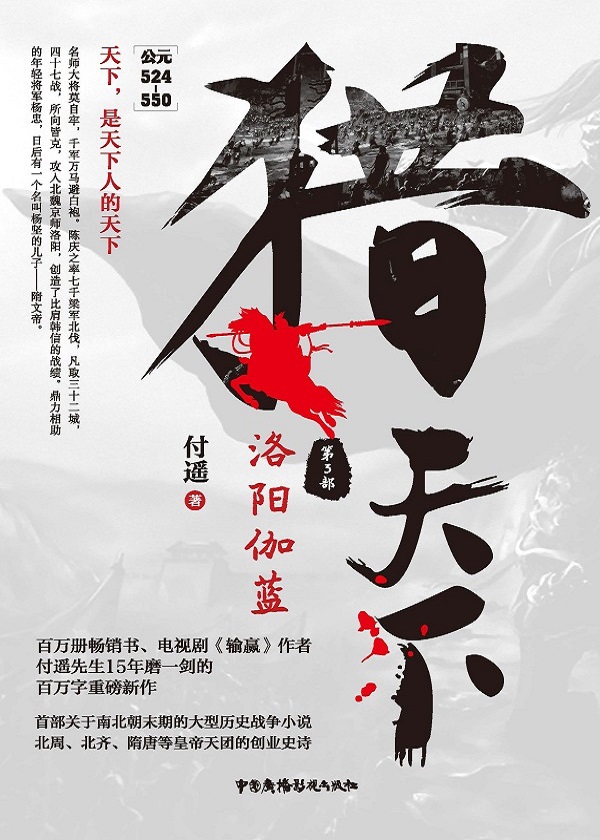 猎天下
公元
524
-
550
天下，是天下人的天下
名师大将莫自牢，千军万马避白袍。陈庆之率七千梁军北伐，凡取三十二城，
四十七战，所向皆克，攻入北魏京师洛阳，创造了比肩韩信的战绩。鼎力相助
的年轻将军杨忠，日后有一个名叫杨坚的儿子——隋文帝。
第3部
洛阳伽蓝
付遥 著
百万册畅销书、电视剧《输赢》作者
付遥先生15年磨一剑的
百万字重磅新作
首部关于南北朝末期的大型历史战争小说
北周、北齐、隋唐等皇帝天团的创业史诗
中国广播影视出版社